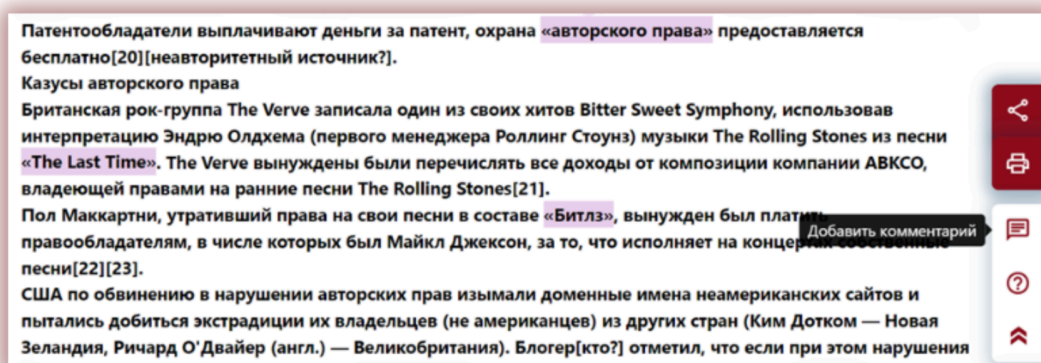 Патентообладатели выплачивают деньги за патент, охрана «авторского права» предоставляется
бесплатно[20][неавторитетный источник?].
Казусы авторского права
Британская рок-группа The Verve записала один из своих хитов Bitter Sweet Symphony, использовав
интерпретацию Эндрю Олдхема (первого менеджера Роллинг Стоунз) музыки The Rolling Stones из песни
«The Last Time». The Verve вынуждены были перечислять все доходы от композиции компании АВКСО,
владеющей правами на ранние песни The Rolling Stones[21].
Пол Маккартни, утративший права на свои песни в составе «Битлз», вынужден был платить
Добавить комментарий
правообладателям, в числе которых был Майкл Джексон, за то, что исполняет на концертах собственные
песни[22][23].
США по обвинению в нарушении авторских прав изымали доменные имена неамериканских сайтов и
пытались добиться экстрадиции их владельцев (не американцев) из других стран (Ким Дотком — Новая
Зеландия, Ричард О'Двайер (англ.) — Великобритания). Блогер[кто?] отметил, что если при этом нарушения